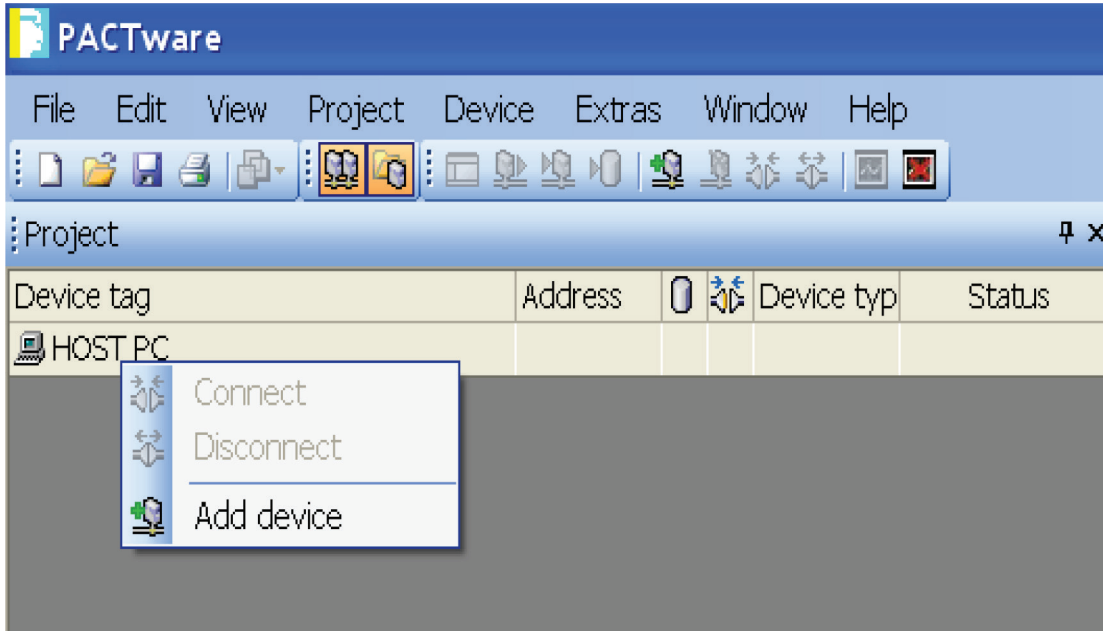 PACTware
File Edit View Project Device Extras Window Help
Project
Device tag Address Device typ Status
HOST PC
Connect
Disconnect
Add device